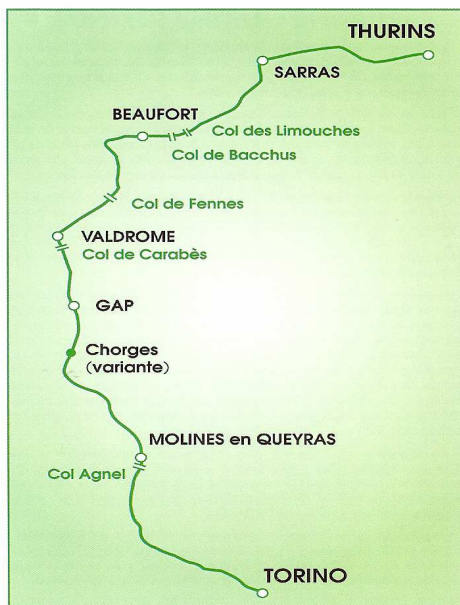 THURINS
SARRAS
BEAUFORT
Col des Limouches
Col de Bacchus
Col de Fennes
VALDROME
Col de Carabès
GAP
Chorges
(variante)
MOLINES en QUEYRAS
Col Agnel
TORINO